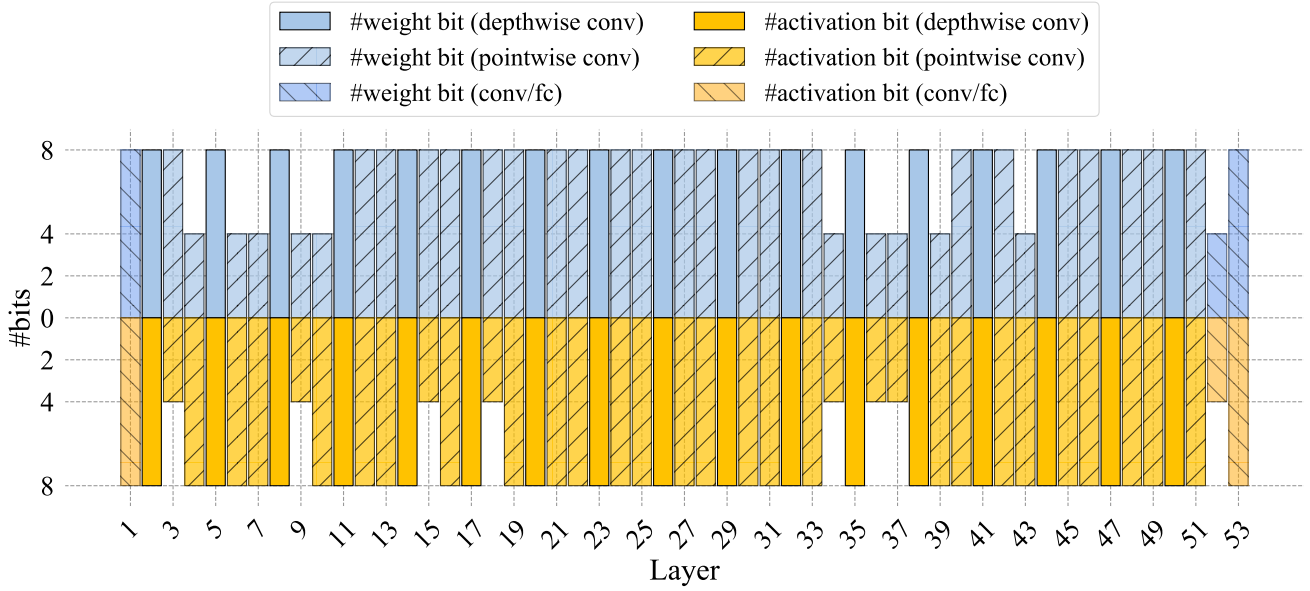 #weight bit (depthwise conv) #activation bit (depthwise conv)
#weight bit (pointwise conv) #activation bit (pointwise conv)
#weight bit (conv/fc) #activation bit (conv/fc)
8
4
2
0
2
4
8
#bits
1 3 5 7 9 11 13 15 17 19 21 23 25 27 29 31 33 35 37 39 41 43 45 47 49 51 53
Layer